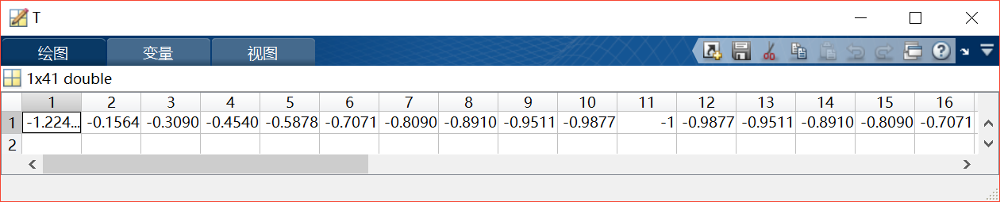 T
绘图 变量 视图
1x41 double
1 2 3 4 5 6 7 8 9 10 11 12 13 14 15 16
1 -1.224... -0.1564 -0.3090 -0.4540 -0.5878 -0.7071 -0.8090 -0.8910 -0.9511 -0.9877 -1 -0.9877 -0.9511 -0.8910 -0.8090 -0.7071
2